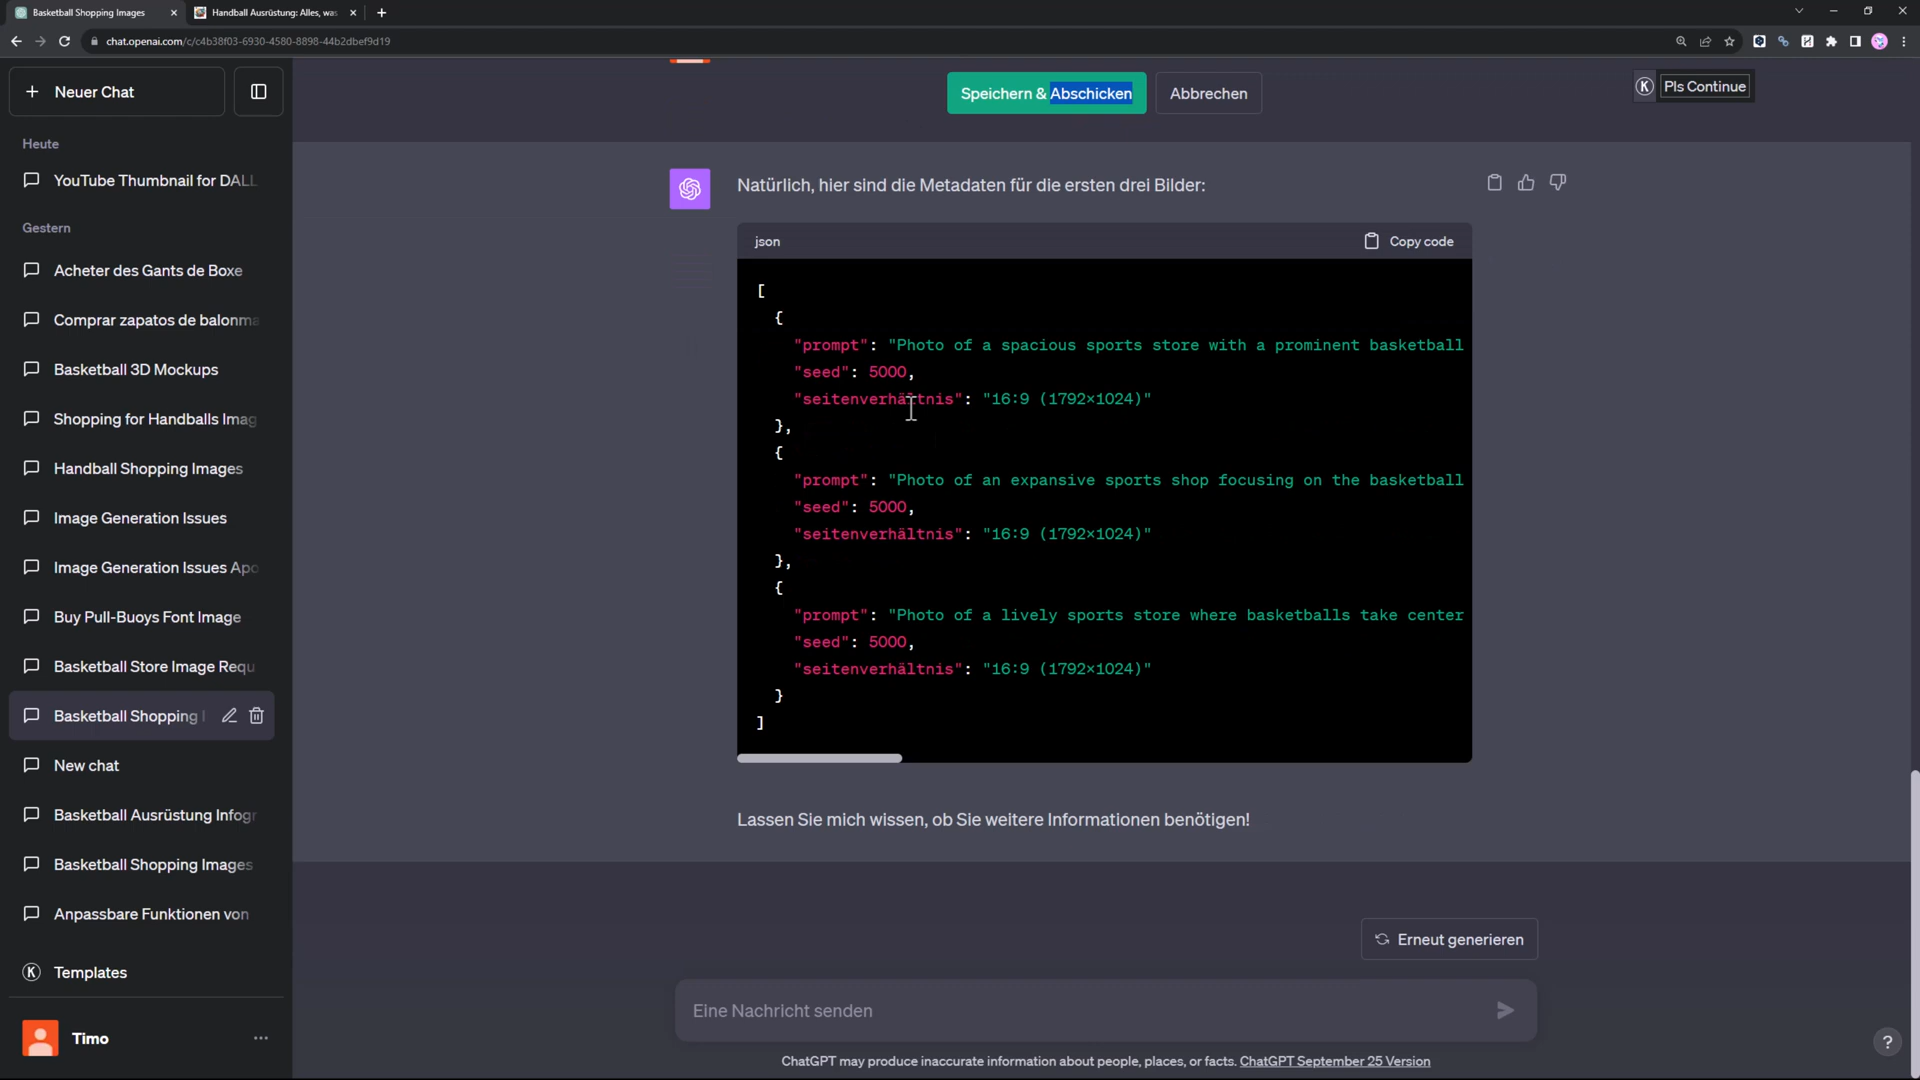 Basketball Shopping Images
Handball Ausrüstung: Alles, was
chat.openai.com/c/c4b38f03-6930-4580-8898-44b2dbef9d19
Neuer Chat
Heute
YouTube Thumbnail for DALL
Gestern
Acheter des Gants de Boxe
Comprar zapatos de balonma
Basketball 3D Mockups
Shopping for Handballs Imag
Handball Shopping Images
Image Generation Issues
Image Generation Issues Apo
Buy Pull-Buoys Font Image
Basketball Store Image Requ
Basketball Shopping I
New chat
Basketball Ausrüstung Infogr
Basketball Shopping Images
Anpassbare Funktionen von
K Templates
Timo
Speichern & Abschicken
Abbrechen
K Pls Continue
Natürlich, hier sind die Metadaten für die ersten drei Bilder:
json
Copy code
[
{
"prompt": "Photo of a spacious sports store with a prominent basketball
"seed": 5000,
"seitenverhältnis": "16:9 (1792×1024)"
},
{
"prompt": "Photo of an expansive sports shop focusing on the basketball
"seed": 5000,
"seitenverhältnis": "16:9 (1792×1024)"
},
{
"prompt": "Photo of a lively sports store where basketballs take center
"seed": 5000,
"seitenverhältnis": "16:9 (1792×1024)"
}
]
Lassen Sie mich wissen, ob Sie weitere Informationen benötigen!
Erneut generieren
Eine Nachricht senden
ChatGPT may produce inaccurate information about people, places, or facts. ChatGPT September 25 Version
?